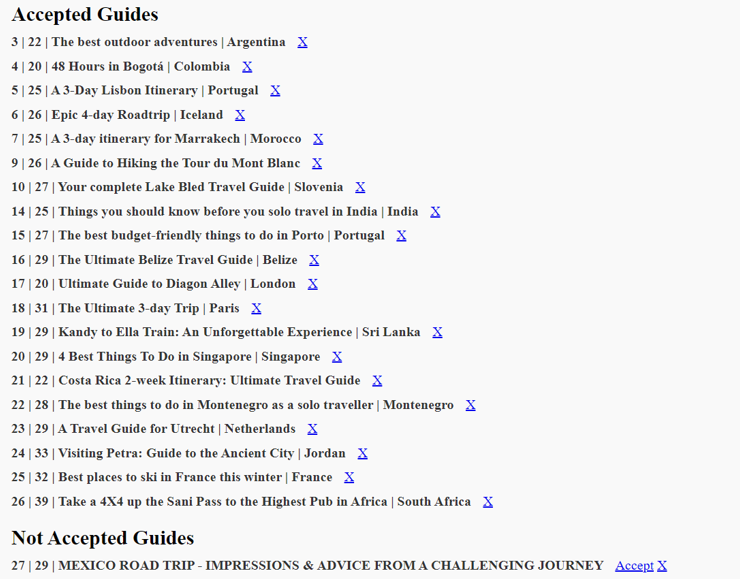 Accepted Guides
3 | 22 | The best outdoor adventures | Argentina X
4 | 20 | 48 Hours in Bogotá | Colombia X
5 | 25 | A 3-Day Lisbon Itinerary | Portugal X
6 | 26 | Epic 4-day Roadtrip | Iceland X
7 | 25 | A 3-day itinerary for Marrakech | Morocco X
9 | 26 | A Guide to Hiking the Tour du Mont Blanc X
10 | 27 | Your complete Lake Bled Travel Guide | Slovenia X
14 | 25 | Things you should know before you solo travel in India | India X
15 | 27 | The best budget-friendly things to do in Porto | Portugal X
16 | 29 | The Ultimate Belize Travel Guide | Belize X
17 | 20 | Ultimate Guide to Diagon Alley | London X
18 | 31 | The Ultimate 3-day Trip | Paris X
19 | 29 | Kandy to Ella Train: An Unforgettable Experience | Sri Lanka X
20 | 29 | 4 Best Things To Do in Singapore | Singapore X
21 | 22 | Costa Rica 2-week Itinerary: Ultimate Travel Guide X
22 | 28 | The best things to do in Montenegro as a solo traveller | Montenegro X
23 | 29 | A Travel Guide for Utrecht | Netherlands X
24 | 33 | Visiting Petra: Guide to the Ancient City | Jordan X
25 | 32 | Best places to ski in France this winter | France X
26 | 39 | Take a 4X4 up the Sani Pass to the Highest Pub in Africa | South Africa X
Not Accepted Guides
27 | 29 | MEXICO ROAD TRIP - IMPRESSIONS & ADVICE FROM A CHALLENGING JOURNEY Accept X